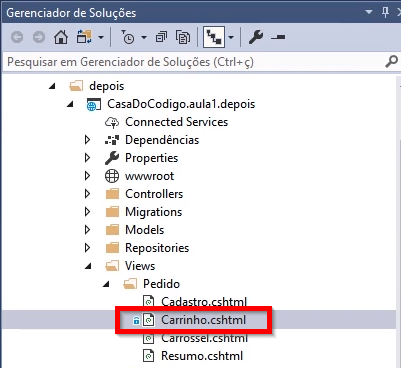 Gerenciador de Soluções
Pesquisar em Gerenciador de Soluções (Ctrl+ç)
depois
CasaDoCodigo.aula1.depois
Connected Services
Dependências
Properties
wwwroot
Controllers
Migrations
Models
Repositories
Views
Pedido
Cadastro.cshtml
Carrinho.cshtml
Carrossel.cshtml
Resumo.cshtml